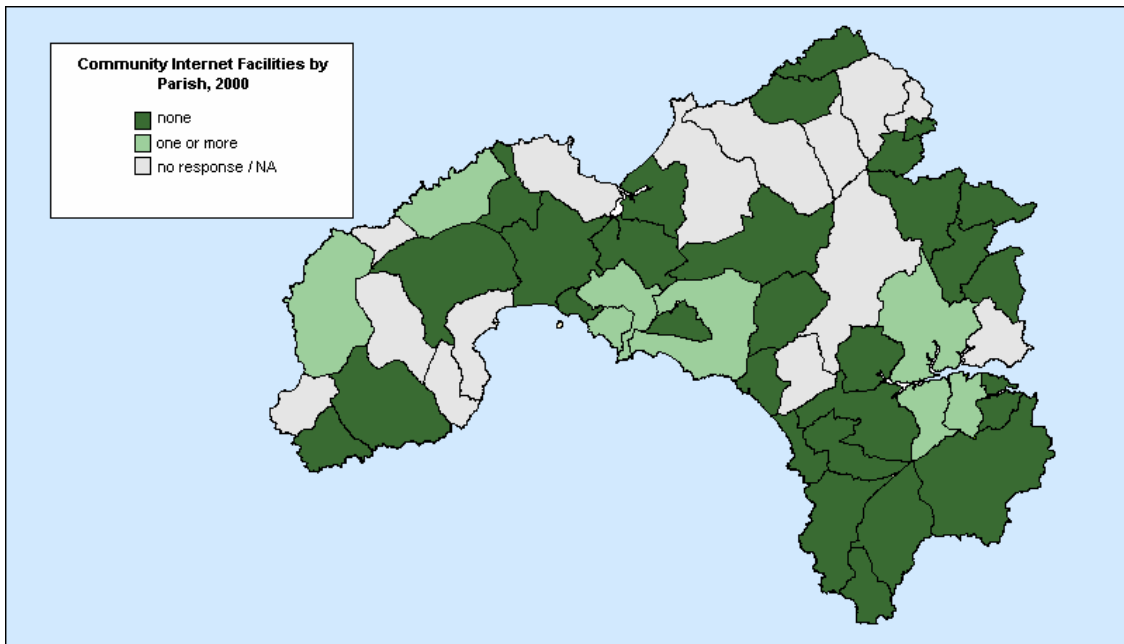 Community Internet Facilities by
Parish, 2000
none
one or more
no response / NA